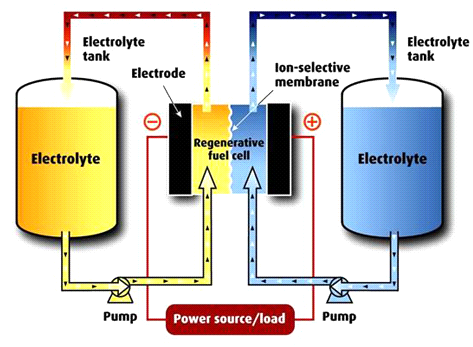 Electrolyte
tank
Electrode
Ion-selective
membrane
Electrolyte
tank
−
+
Electrolyte
Regenerative
fuel cell
Electrolyte
Pump
Power source/load
Pump